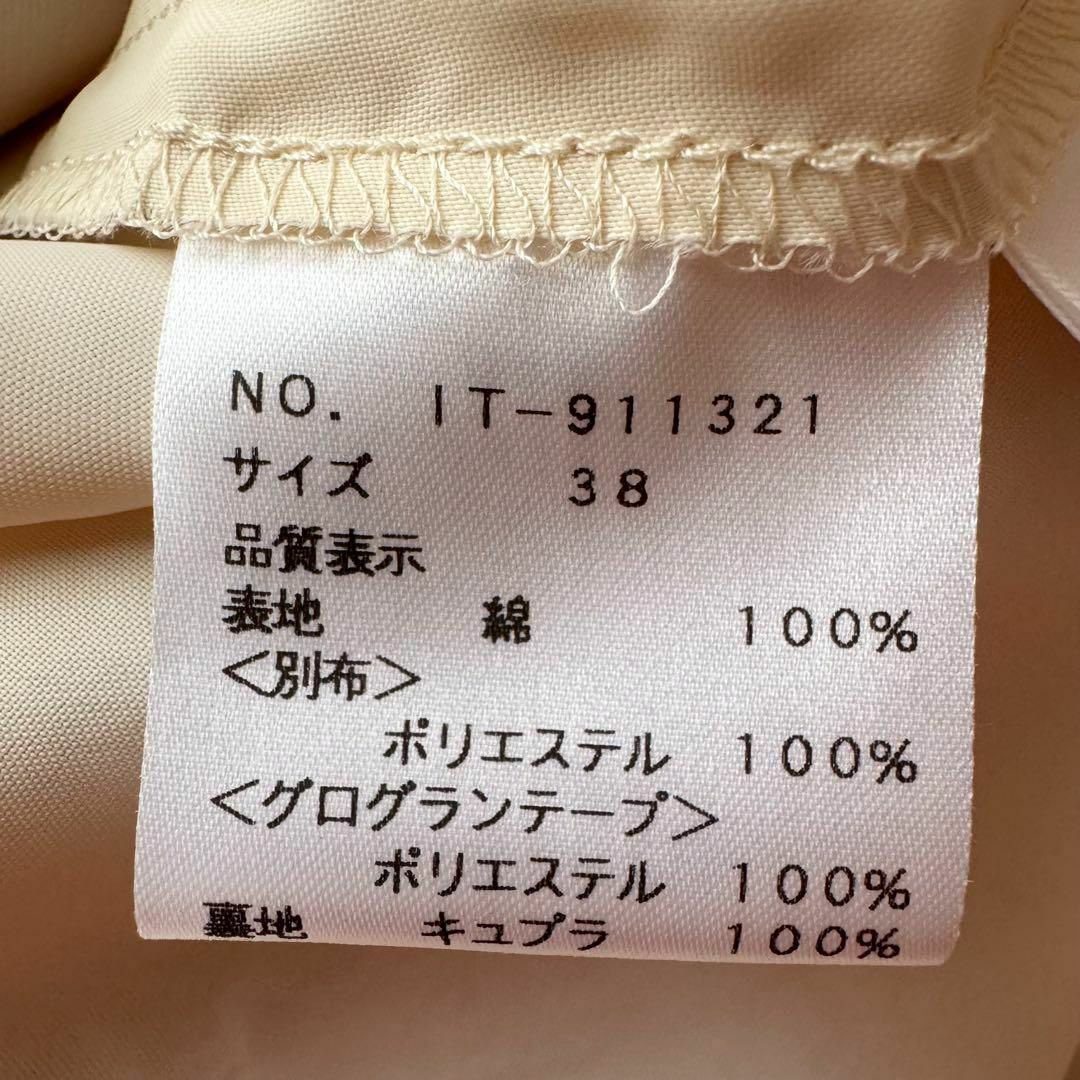 NO. IT-911321
サイズ 38
品質表示
表地 綿 100%
<別布>
ポリエステル 100%
<グログランテープ>
ポリエステル 100%
裏地 キュプラ 100%